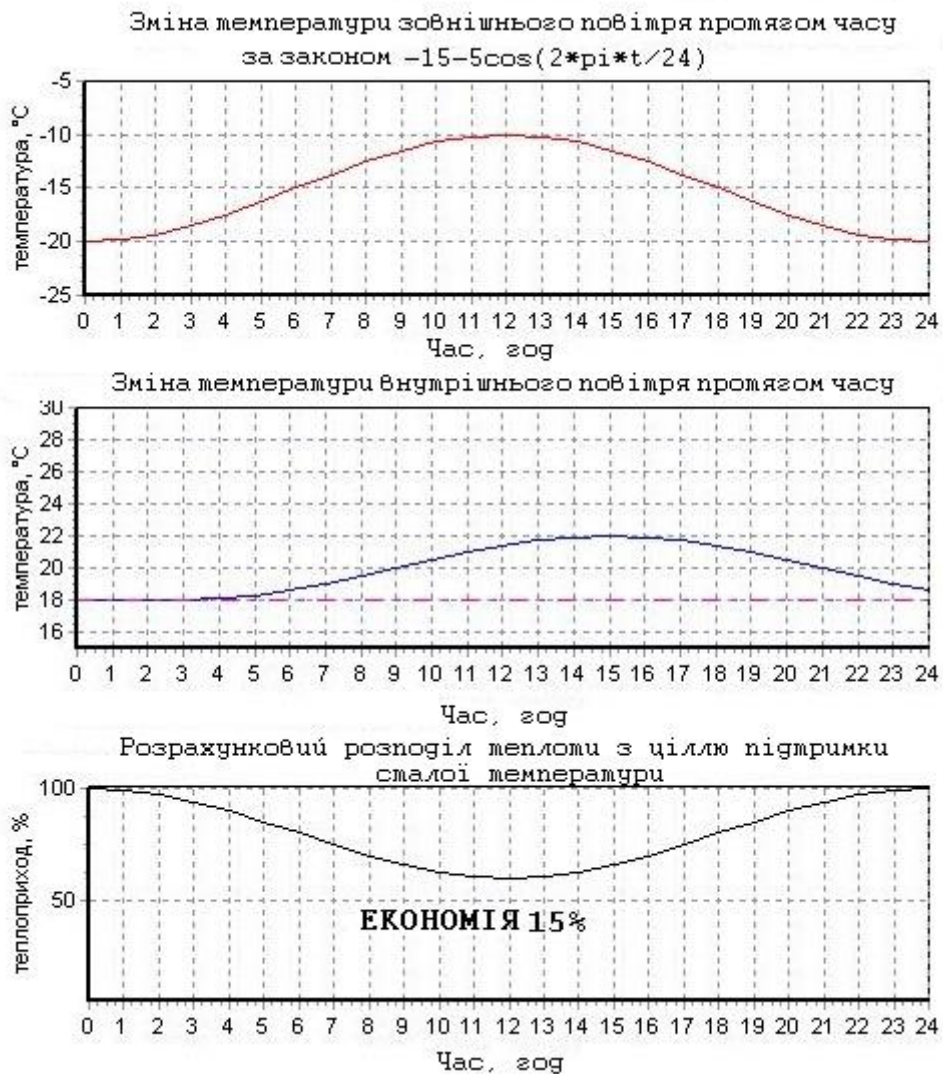 Зміна температури зовнішнього повітря протягом часу
за законом -15-5cos(2*pi*t/24)
температура, °C
-5
-10
-15
-20
-25
0 1 2 3 4 5 6 7 8 9 10 11 12 13 14 15 16 17 18 19 20 21 22 23 24
Час, год
Зміна температури внутрішнього повітря протягом часу
температура, °C
30
28
26
24
22
20
18
16
0 1 2 3 4 5 6 7 8 9 10 11 12 13 14 15 16 17 18 19 20 21 22 23 24
Час, год
Розрахунковий розподіл теплоти з ціллю підтримки
сталої температури
теплоприход, %
100
50
ЕКОНОМІЯ 15%
0 1 2 3 4 5 6 7 8 9 10 11 12 13 14 15 16 17 18 19 20 21 22 23 24
Час, год